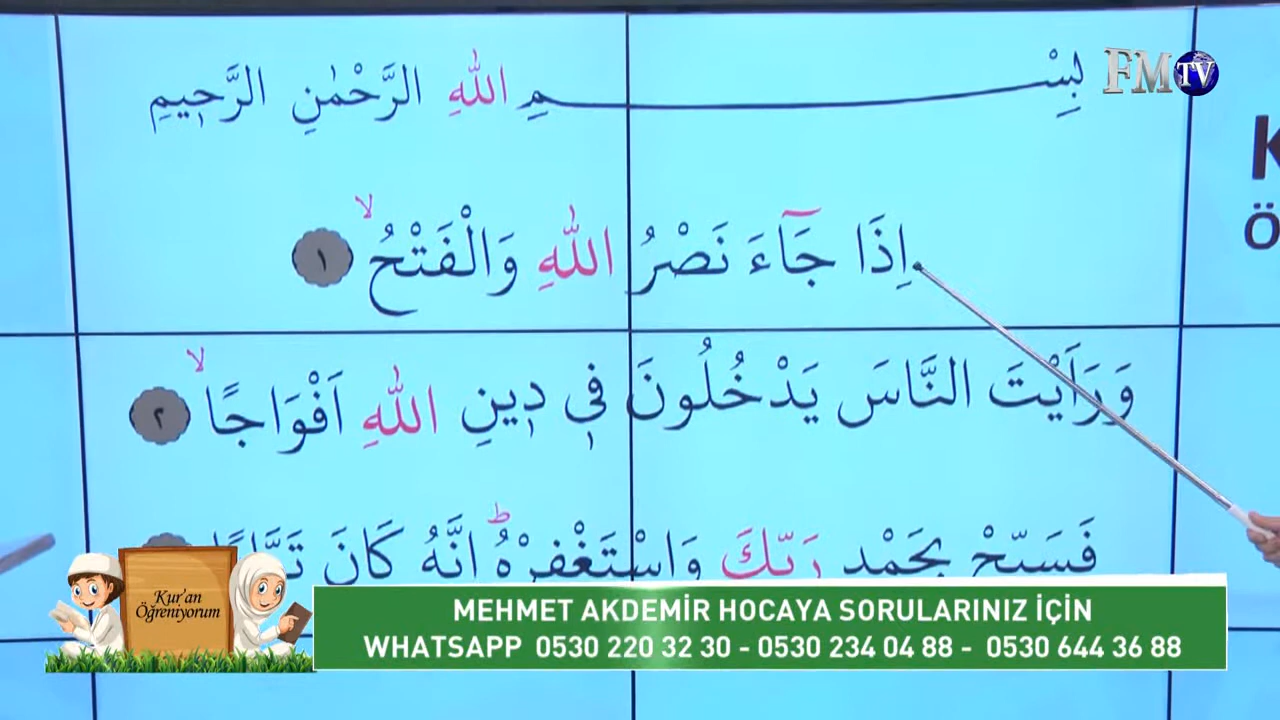 FM TV
بِسْمِ اللّٰهِ الرَّحْمٰنِ الرَّح۪يمِ
اِذَا جَٓاءَ نَصْرُ اللّٰهِ وَالْفَتْحُۙ ١
وَرَاَيْتَ النَّاسَ يَدْخُلُونَ ف۪ي د۪ينِ اللّٰهِ اَفْوَاجًاۙ ٢
فَسَبِّحْ بِحَمْدِ رَبِّكَ وَاسْتَغْفِرْهُۜ اِنَّهُ كَانَ
Kur'an
Öğreniyorum
MEHMET AKDEMİR HOCAYA SORULARINIZ İÇİN
WHATSAPP 0530 220 32 30 - 0530 234 04 88 - 0530 644 36 88